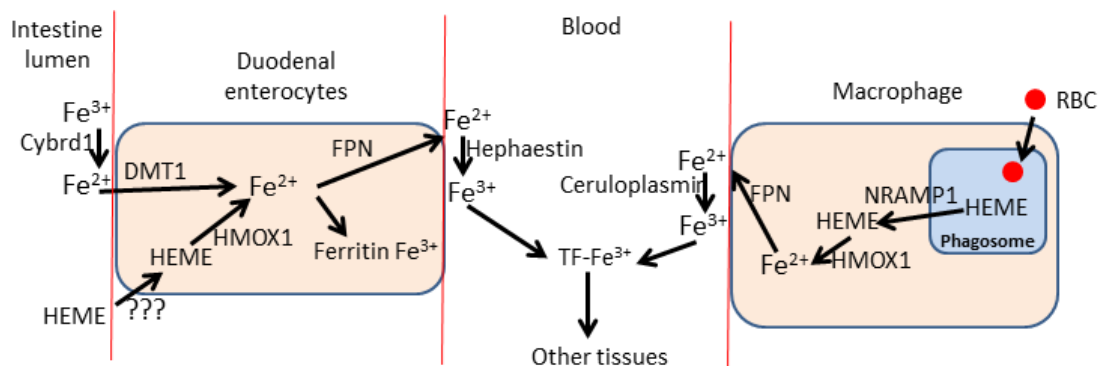 Intestine
lumen
Fe³⁺
Cybrd1
Fe²⁺
HEME
???
Duodenal
enterocytes
DMT1
Fe²⁺
HMOX1
HEME
FPN
Ferritin Fe³⁺
Blood
Fe²⁺
Hephaestin
Fe³⁺
Fe²⁺
Ceruloplasmin
Fe³⁺
TF-Fe³⁺
Other tissues
Macrophage
RBC
FPN
NRAMP1
HEME
HEME
Phagosome
HMOX1
Fe²⁺